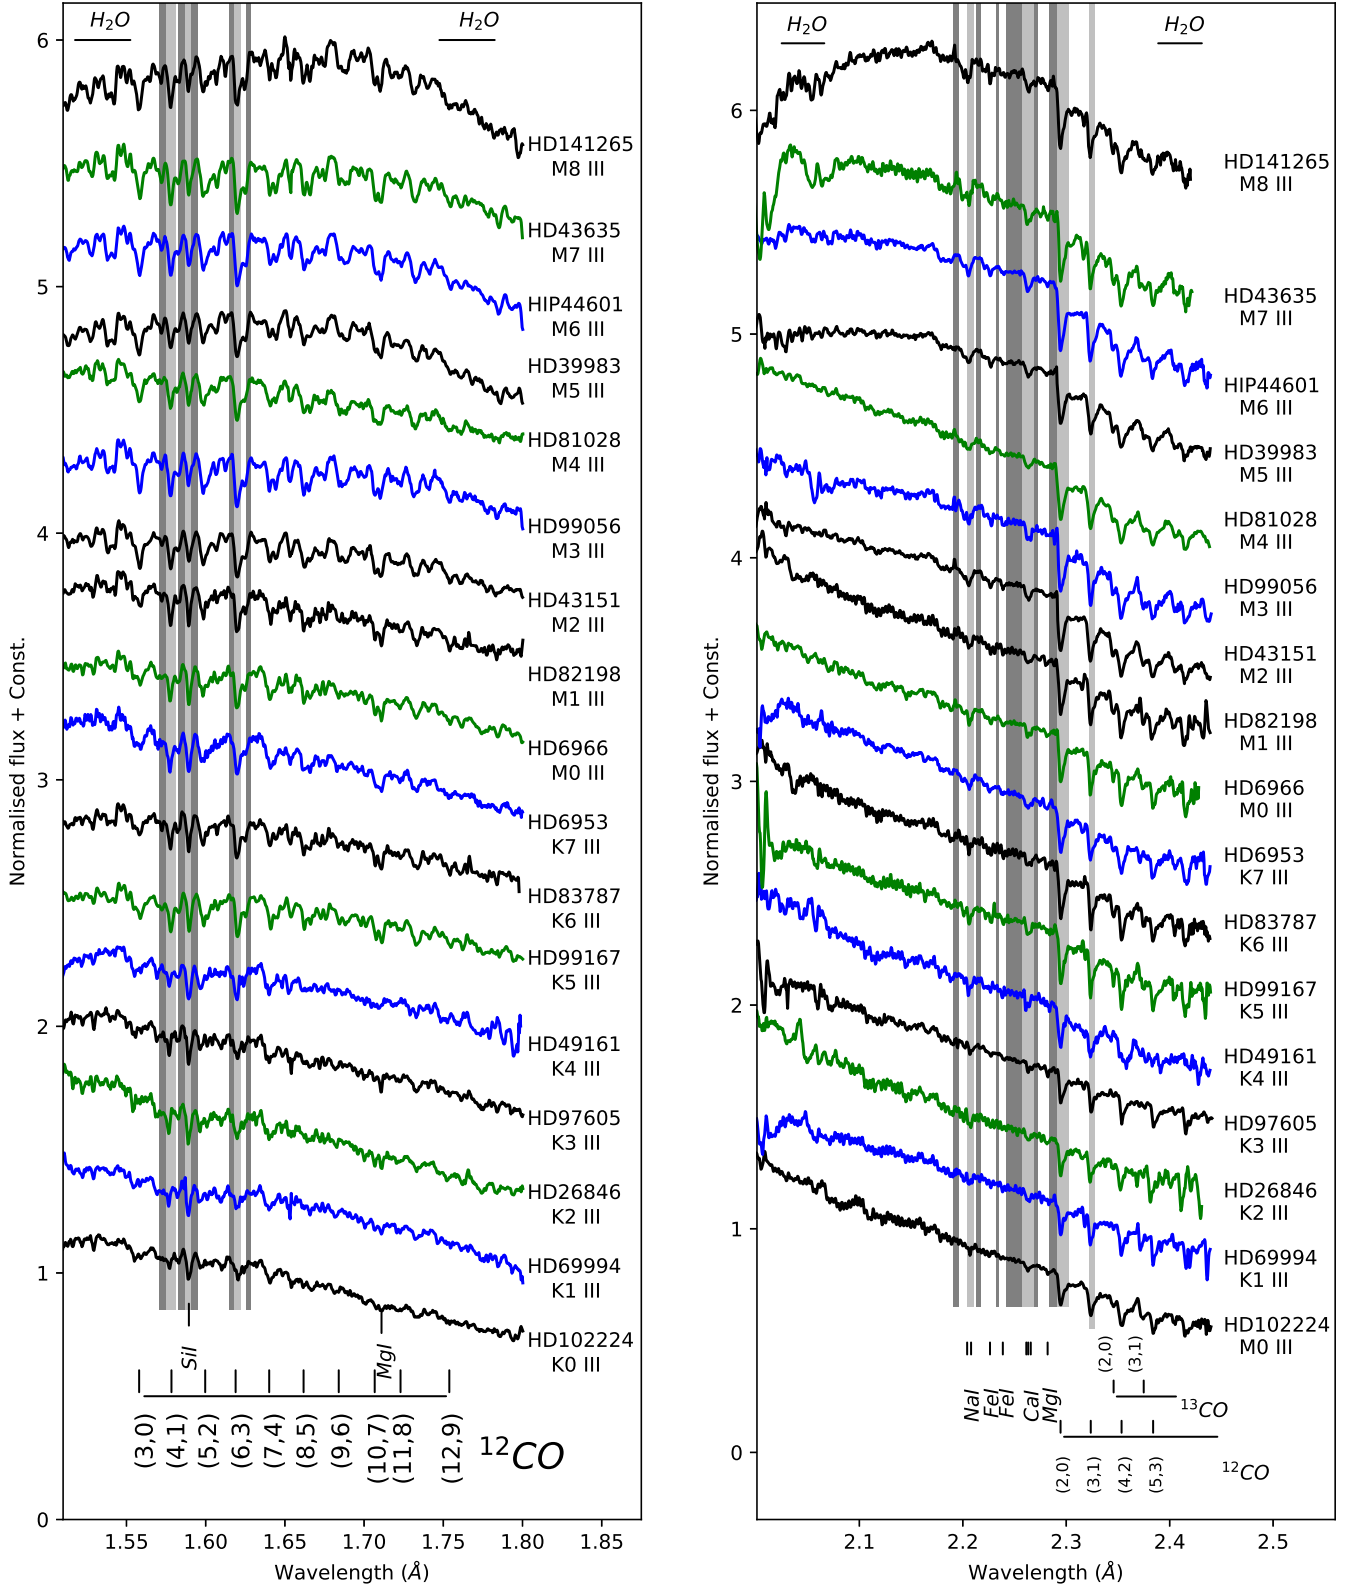 H₂O
H₂O
6
5
4
3
2
1
0
Normalised flux + Const.
HD141265
M8 III
HD43635
M7 III
HIP44601
M6 III
HD39983
M5 III
HD81028
M4 III
HD99056
M3 III
HD43151
M2 III
HD82198
M1 III
HD6966
M0 III
HD6953
K7 III
HD83787
K6 III
HD99167
K5 III
HD49161
K4 III
HD97605
K3 III
HD26846
K2 III
HD69994
K1 III
HD102224
K0 III
SiI
MgI
(3,0)
(4,1)
(5,2)
(6,3)
(7,4)
(8,5)
(9,6)
(10,7)
(11,8)
(12,9)
¹²CO
1.55 1.60 1.65 1.70 1.75 1.80 1.85
Wavelength (Å)
H₂O
H₂O
6
5
4
3
2
1
0
Normalised flux + Const.
HD141265
M8 III
HD43635
M7 III
HIP44601
M6 III
HD39983
M5 III
HD81028
M4 III
HD99056
M3 III
HD43151
M2 III
HD82198
M1 III
HD6966
M0 III
HD6953
K7 III
HD83787
K6 III
HD99167
K5 III
HD49161
K4 III
HD97605
K3 III
HD26846
K2 III
HD69994
K1 III
HD102224
M0 III
NaI
FeI
FeI
CaI
MgI
(2,0)
(3,1)
¹³CO
(2,0)
(3,1)
(4,2)
(5,3)
¹²CO
2.1 2.2 2.3 2.4 2.5
Wavelength (Å)